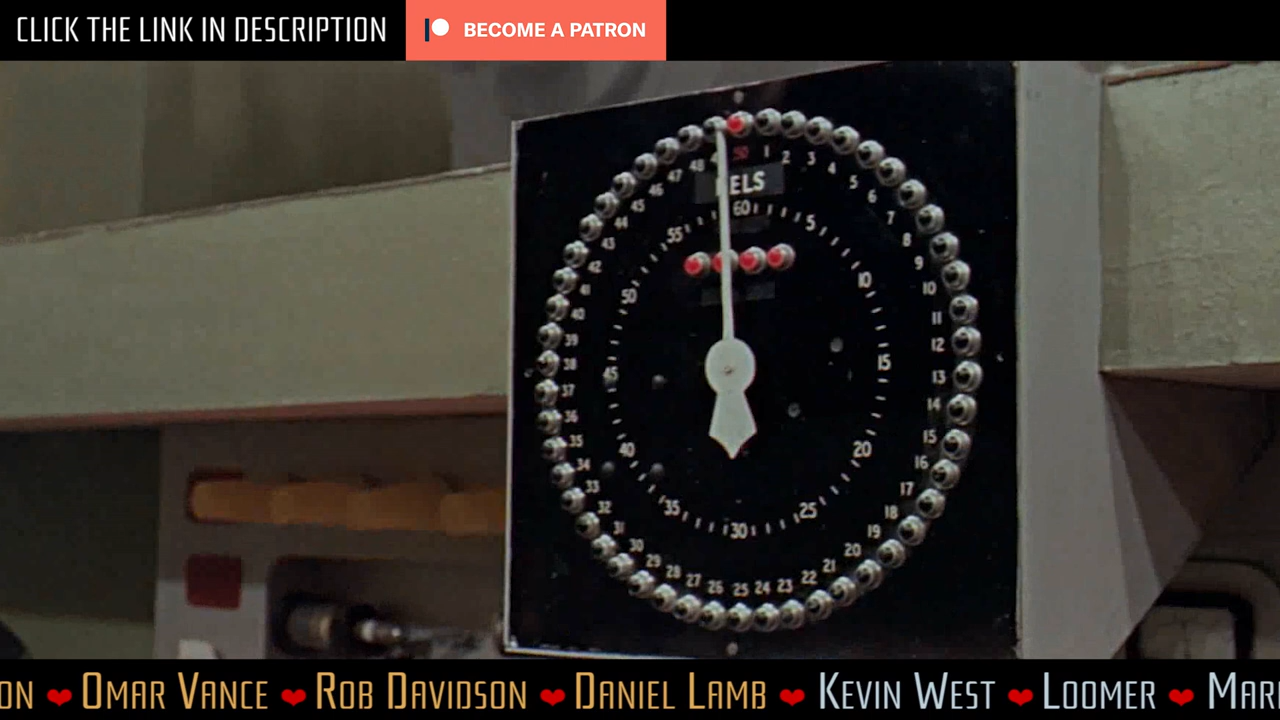 CLICK THE LINK IN DESCRIPTION BECOME A PATRON
50 1 2 3 4 5 6 7 8 9 10 11 12 13 14 15 16 17 18 19 20 21 22 23 24 25 26 27 28 29 30 31 32 33 34 35 36 37 38 39 40 41 42 43 44 45 46 47 48
ELS
60 5 10 15 20 25 30 35 40 45 50 55
ON ❤ OMAR VANCE ❤ ROB DAVIDSON ❤ DANIEL LAMB ❤ KEVIN WEST ❤ LOOMER ❤ MAR